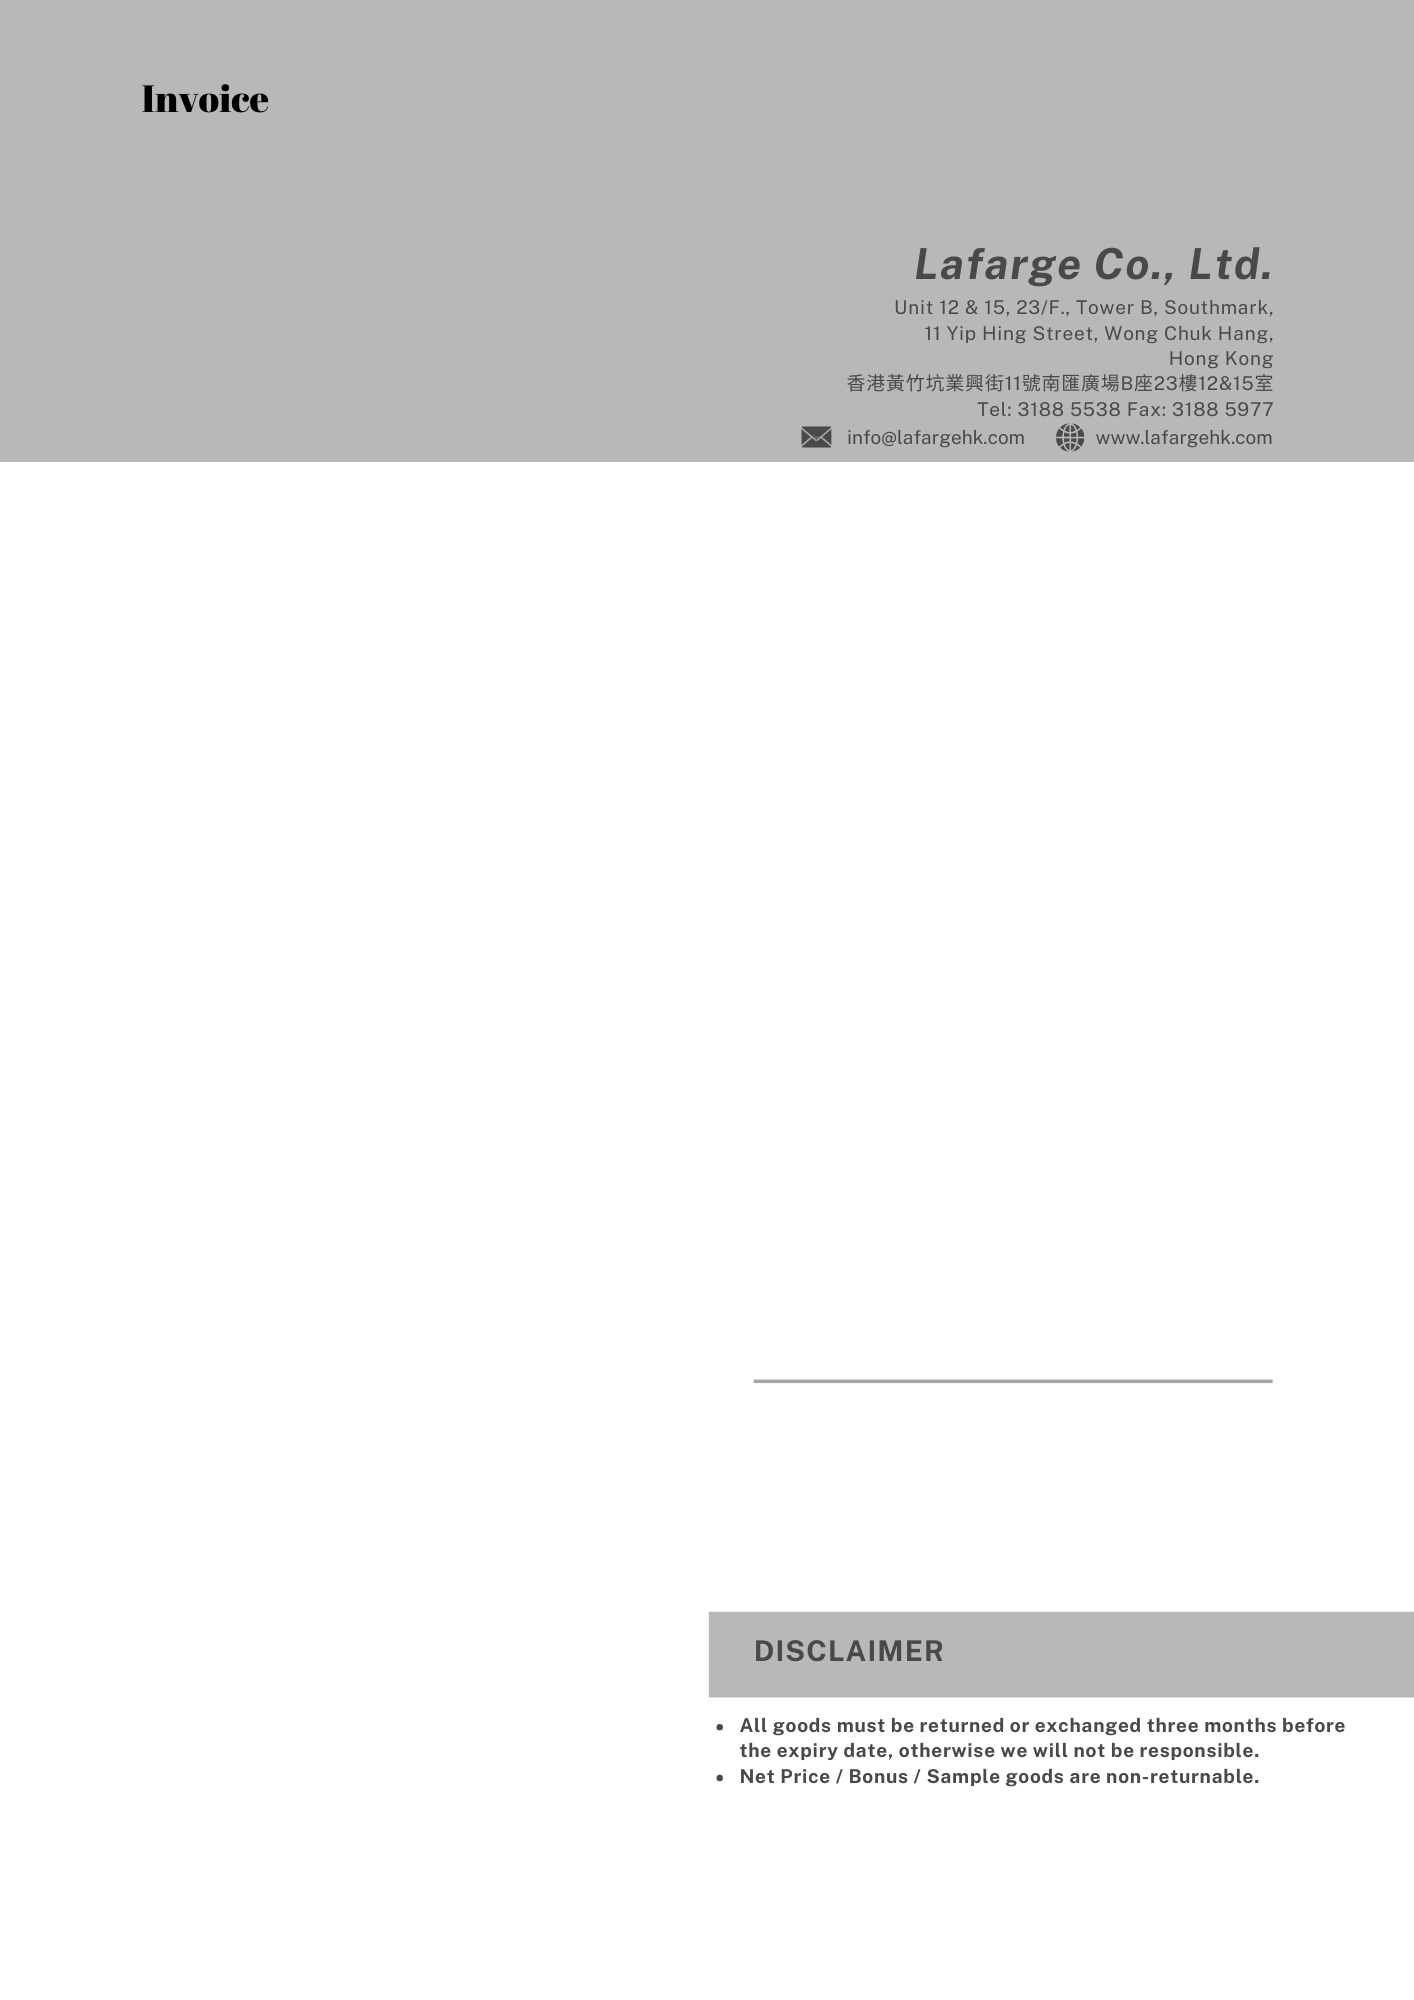 Invoice
Lafarge Co., Ltd.
Unit 12 & 15, 23/F., Tower B, Southmark,
11 Yip Hing Street, Wong Chuk Hang,
Hong Kong
香港黃竹坑業興街11號南匯廣場B座23樓12&15室
Tel: 3188 5538 Fax: 3188 5977
info@lafargehk.com www.lafargehk.com
DISCLAIMER
• All goods must be returned or exchanged three months before
the expiry date, otherwise we will not be responsible.
• Net Price / Bonus / Sample goods are non-returnable.